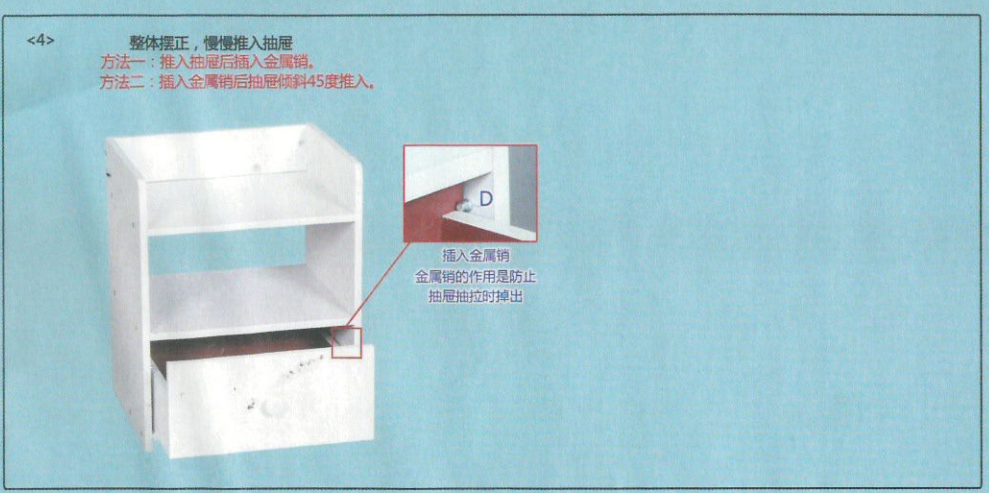 <4>
整体摆正，慢慢推入抽屉
方法一：推入抽屉后插入金属销。
方法二：插入金属销后抽屉倾斜45度推入。
D
插入金属销
金属销的作用是防止
抽屉抽拉时掉出